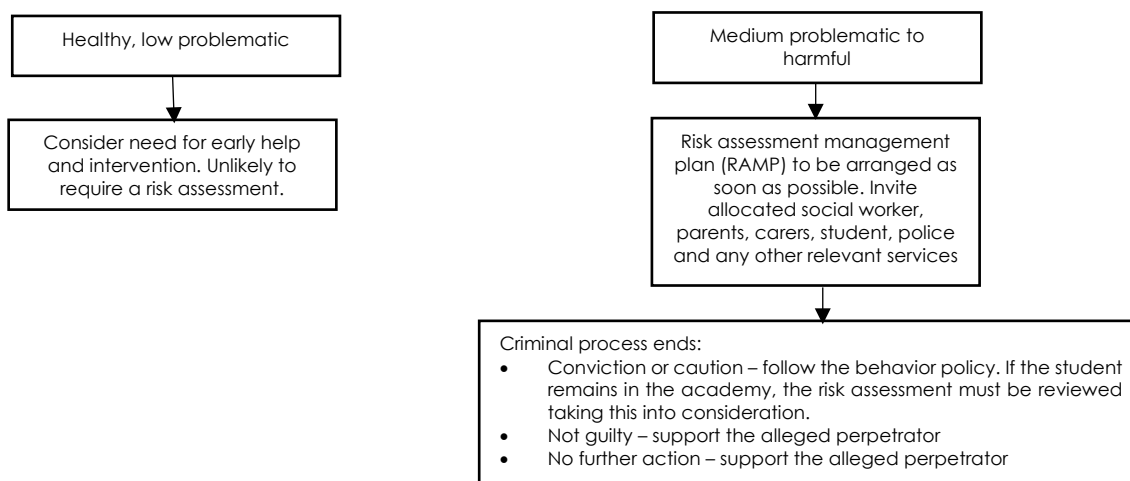 Healthy, low problematic
Consider need for early help
and intervention. Unlikely to
require a risk assessment.
Medium problematic to
harmful
Risk assessment management
plan (RAMP) to be arranged as
soon as possible. Invite
allocated social worker,
parents, carers, student, police
and any other relevant services
Criminal process ends:
• Conviction or caution – follow the behavior policy. If the student
remains in the academy, the risk assessment must be reviewed
taking this into consideration.
• Not guilty – support the alleged perpetrator
• No further action – support the alleged perpetrator